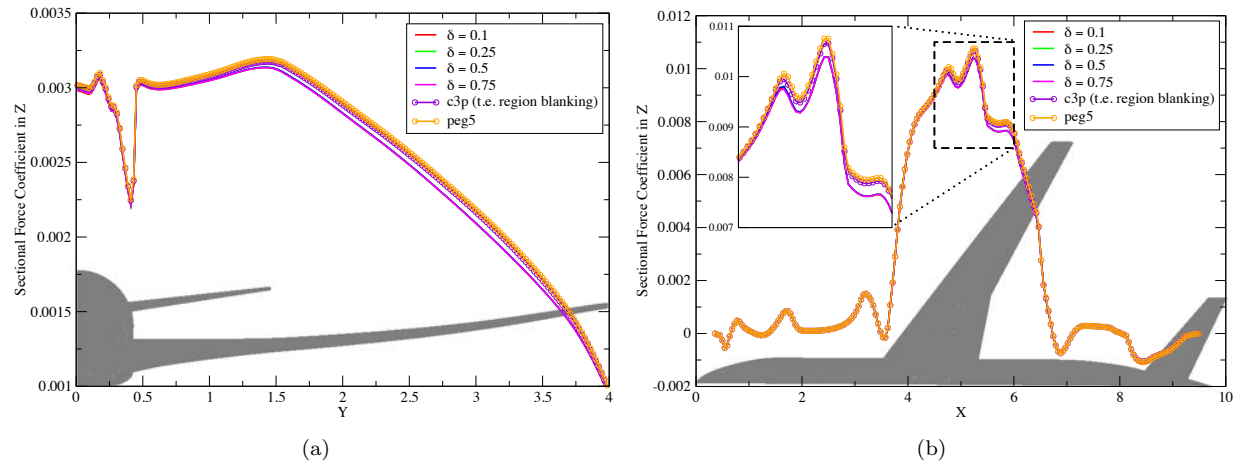 0.0035
0.003
0.0025
0.002
0.0015
0.001
Sectional Force Coefficient in Z
0
0.5
1
1.5
2
2.5
3
3.5
4
Y
δ = 0.1
δ = 0.25
δ = 0.5
δ = 0.75
c3p (t.e. region blanking)
peg5
(a)
0.012
0.01
0.008
0.006
0.004
0.002
0
-0.002
Sectional Force Coefficient in Z
0
2
4
6
8
10
X
0.011
0.01
0.009
0.008
0.007
δ = 0.1
δ = 0.25
δ = 0.5
δ = 0.75
c3p (t.e. region blanking)
peg5
(b)